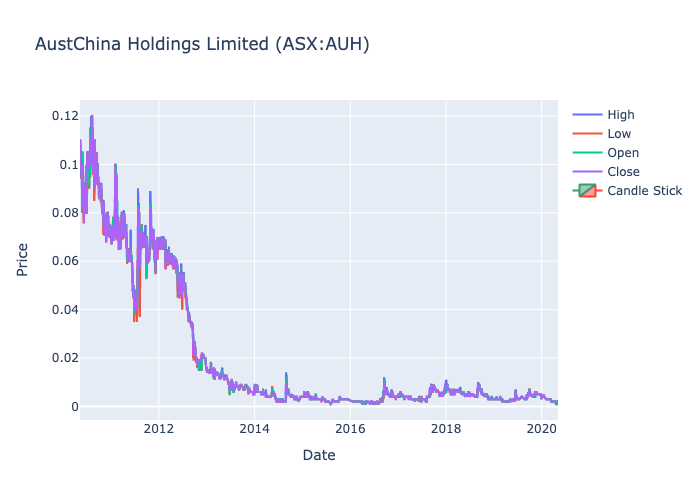 AustChina Holdings Limited (ASX:AUH)
0.12
0.1
0.08
0.06
0.04
0.02
0
Price
2012
2014
2016
2018
2020
Date
High
Low
Open
Close
Candle Stick